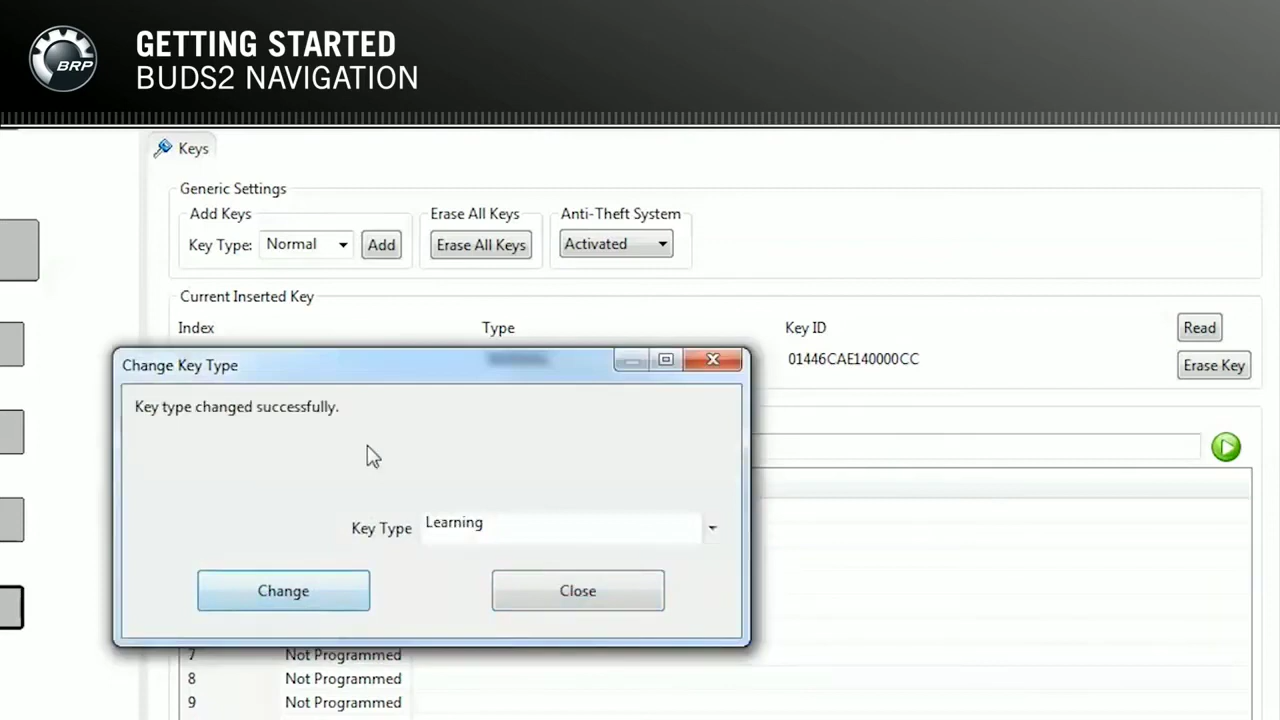 BRP
GETTING STARTED
BUDS2 NAVIGATION
Keys
Generic Settings
Add Keys
Erase All Keys
Anti-Theft System
Key Type: Normal Add
Erase All Keys
Activated
Current Inserted Key
Index Type Key ID
Read
01446CAE140000CC
Erase Key
Change Key Type
Key type changed successfully.
Key Type Learning
Change Close
7 Not Programmed
8 Not Programmed
9 Not Programmed